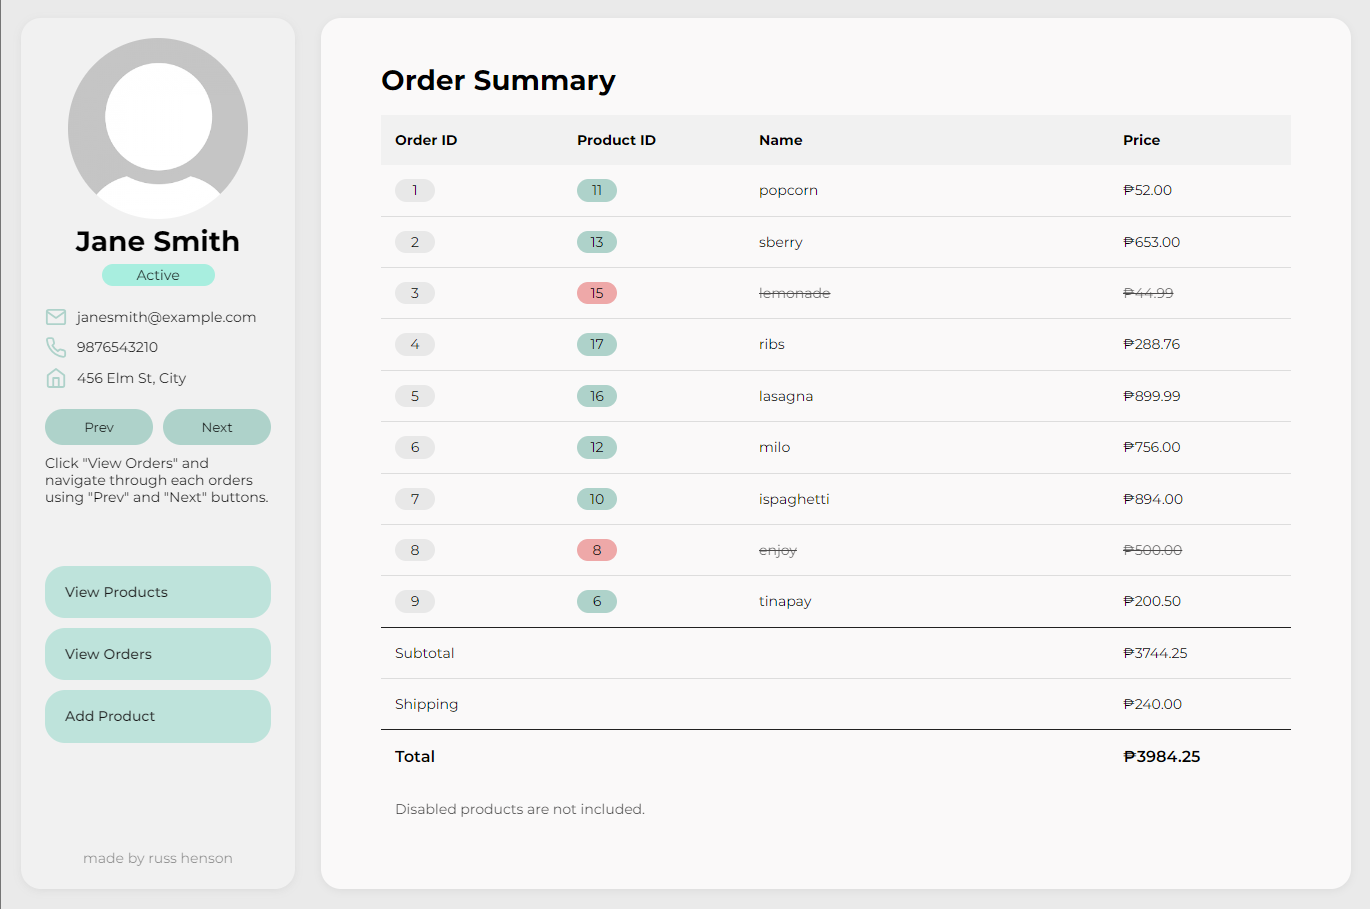 Jane Smith
Active
janesmith@example.com
9876543210
456 Elm St, City
Prev Next
Click "View Orders" and
navigate through each orders
using "Prev" and "Next" buttons.
View Products
View Orders
Add Product
made by russ henson
Order Summary
Order ID Product ID Name Price
1 11 popcorn ₱52.00
2 13 sberry ₱653.00
3 15 lemonade ₱44.99
4 17 ribs ₱288.76
5 16 lasagna ₱899.99
6 12 milo ₱756.00
7 10 ispaghetti ₱894.00
8 8 enjoy ₱500.00
9 6 tinapay ₱200.50
Subtotal ₱3744.25
Shipping ₱240.00
Total ₱3984.25
Disabled products are not included.